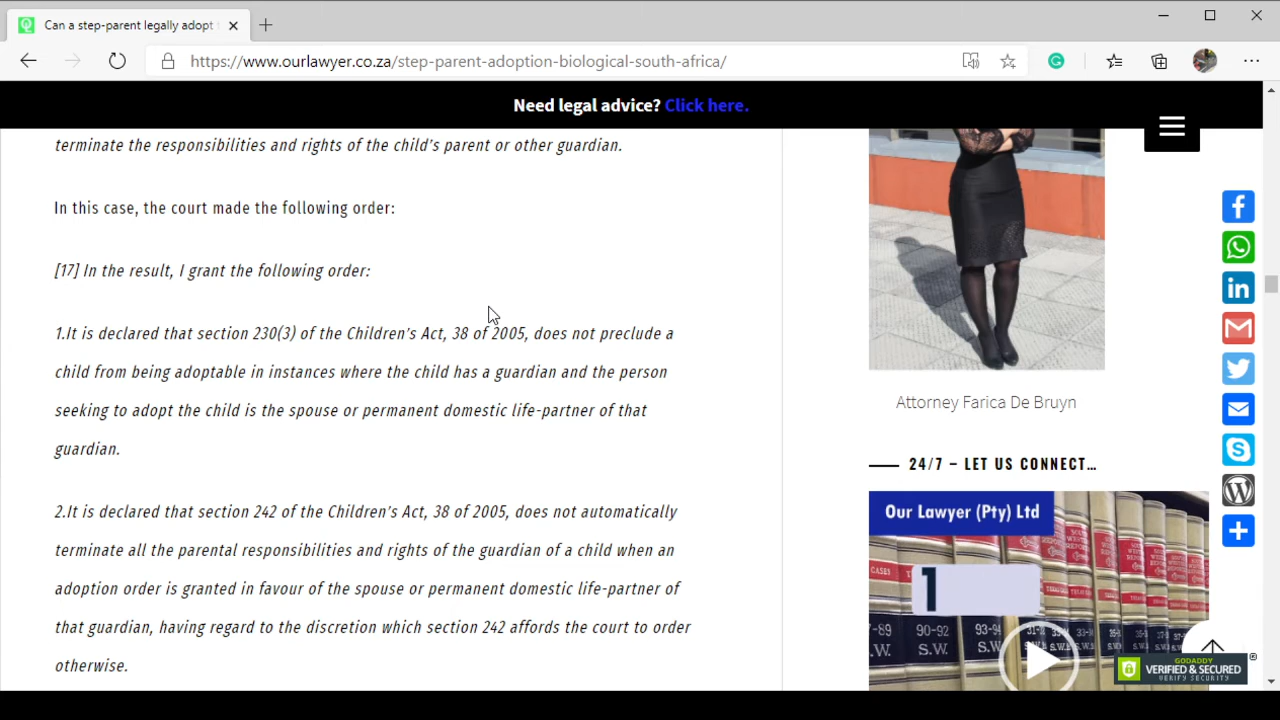 Can a step-parent legally adopt
https://www.ourlawyer.co.za/step-parent-adoption-biological-south-africa/
Need legal advice? Click here.
terminate the responsibilities and rights of the child's parent or other guardian.
In this case, the court made the following order:
[17] In the result, I grant the following order:
1.It is declared that section 230(3) of the Children's Act, 38 of 2005, does not preclude a
child from being adoptable in instances where the child has a guardian and the person
seeking to adopt the child is the spouse or permanent domestic life-partner of that
guardian.
2.It is declared that section 242 of the Children's Act, 38 of 2005, does not automatically
terminate all the parental responsibilities and rights of the guardian of a child when an
adoption order is granted in favour of the spouse or permanent domestic life-partner of
that guardian, having regard to the discretion which section 242 affords the court to order
otherwise.
Attorney Farica De Bruyn
24/7 – LET US CONNECT...
Our Lawyer (Pty) Ltd
CASES
1
90-92
93-94
S.W.
S.W.
S.W.
GODADDY
VERIFIED & SECURED
VERIFY SECURITY